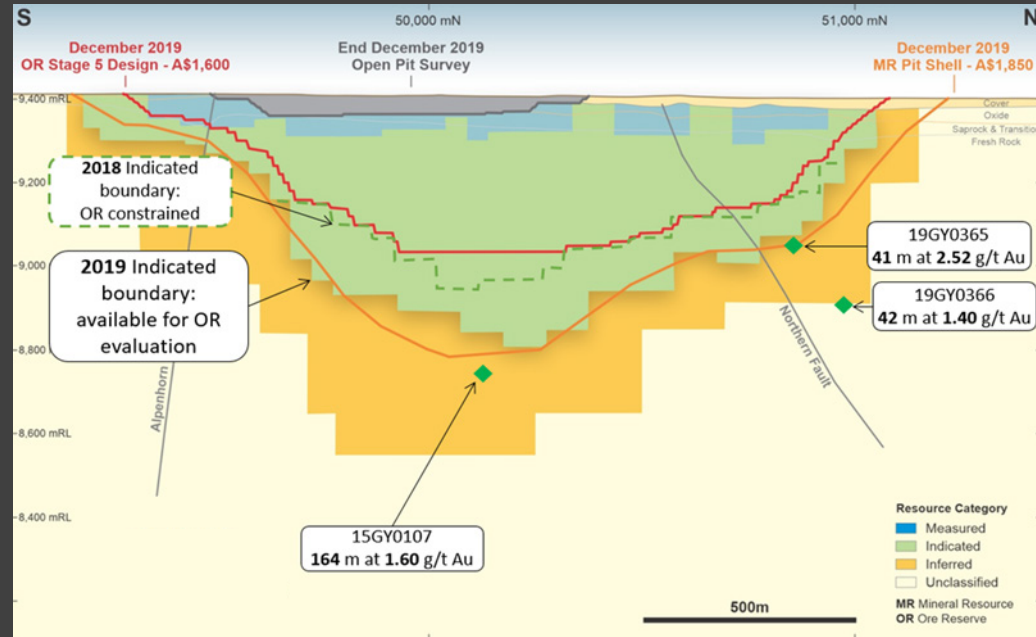 S
50,000 mN
51,000 mN
N
December 2019
OR Stage 5 Design - A$1,600
End December 2019
Open Pit Survey
December 2019
MR Pit Shell - A$1,850
9,400 mRL
Cover
Oxide
Saprock & Transition
Fresh Rock
2018 Indicated
boundary:
OR constrained
9,200
19GY0365
41 m at 2.52 g/t Au
9,000
2019 Indicated
boundary:
available for OR
evaluation
19GY0366
42 m at 1.40 g/t Au
8,800
Alpenhorn
Northern Fault
8,600 mRL
8,400 mRL
15GY0107
164 m at 1.60 g/t Au
Resource Category
Measured
Indicated
Inferred
Unclassified
MR Mineral Resource
OR Ore Reserve
500m